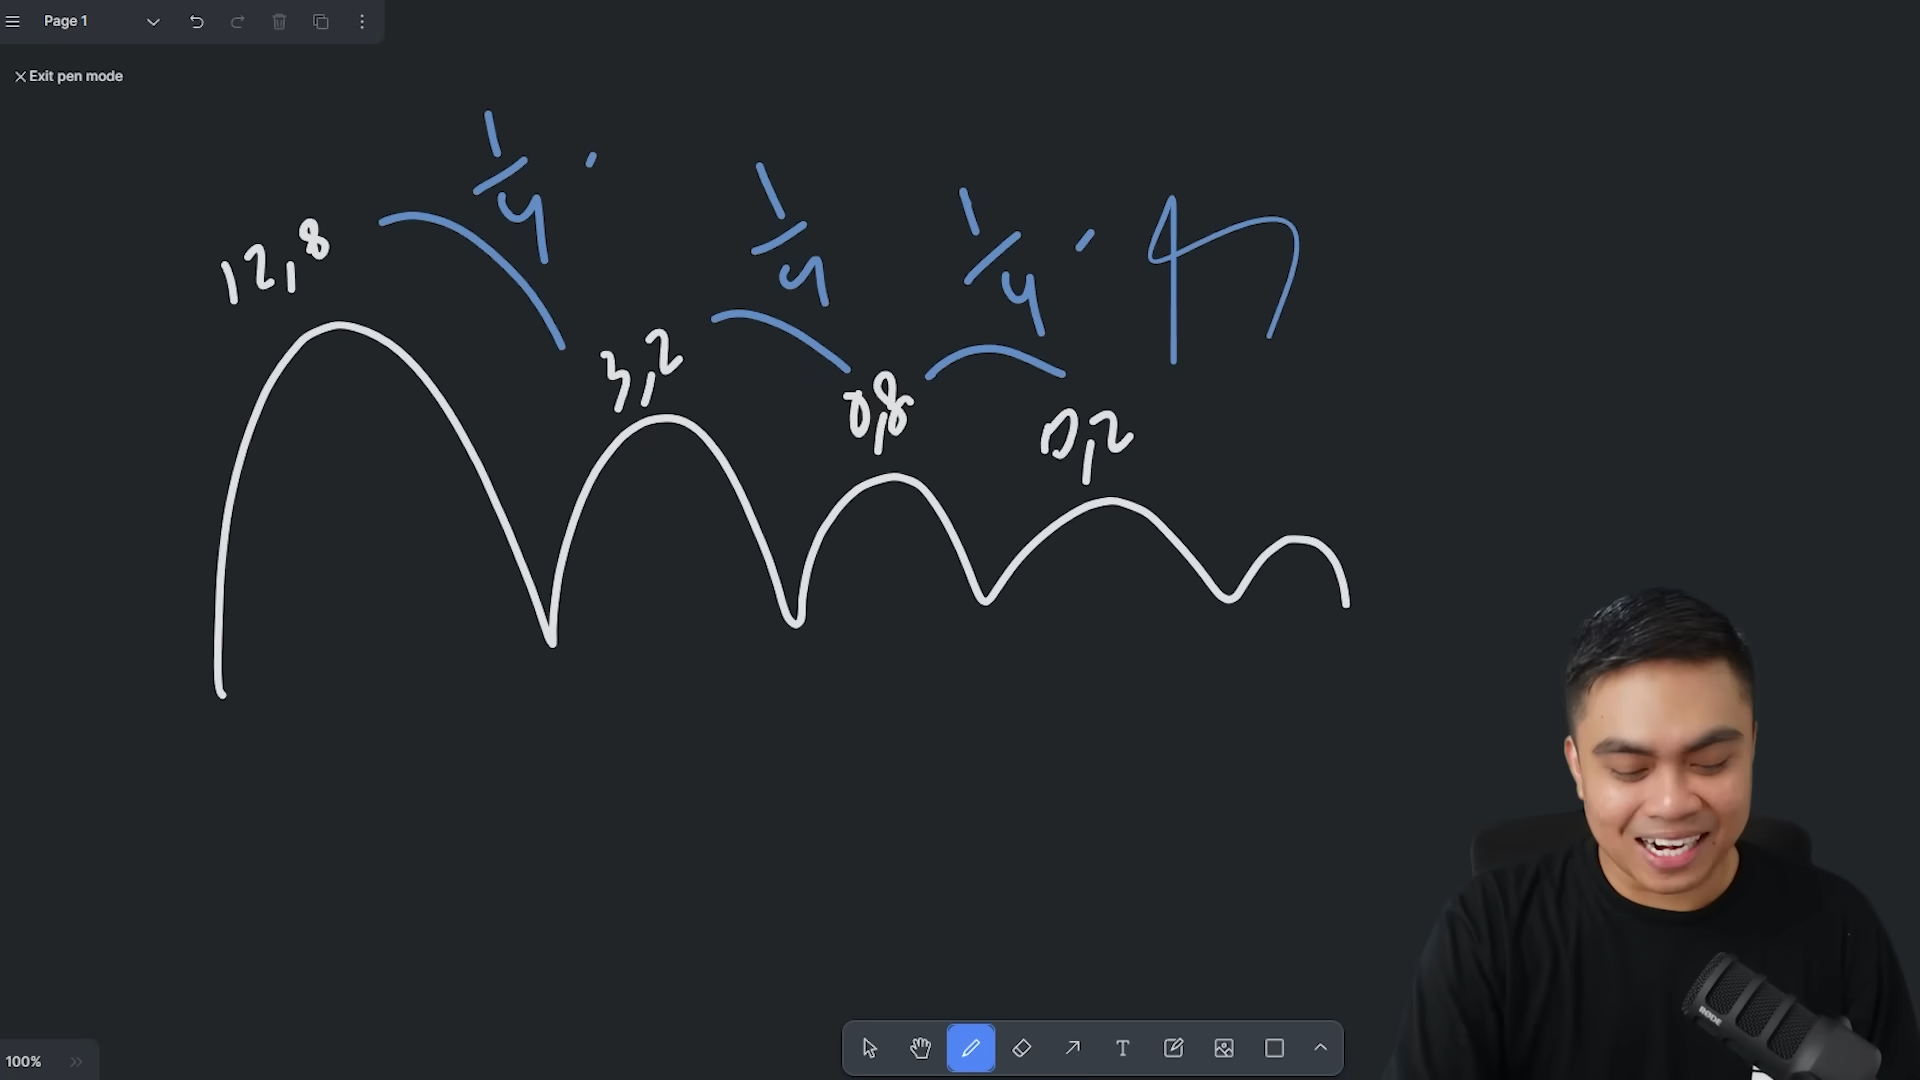 Page 1
Exit pen mode
1/4
1/4
1/4
12,8
3,2
0,8
0,2
100%
RODE